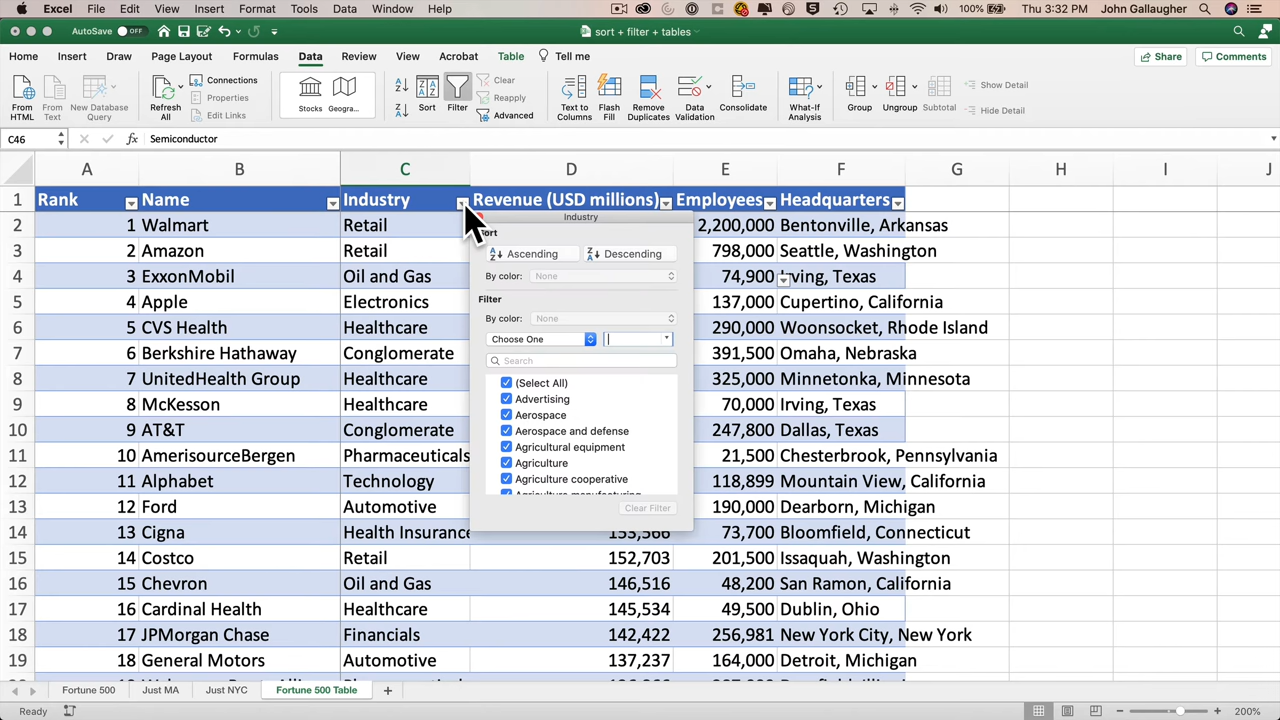 Excel File Edit View Insert Format Tools Data Window Help 100% Thu 3:32 PM John Gallaugher
AutoSave OFF sort + filter + tables
Home Insert Draw Page Layout Formulas Data Review View Acrobat Table Tell me Share Comments
From HTML From Text New Database Query Refresh All Connections Properties Edit Links Stocks Geogra... Sort Filter Clear Reapply Advanced Text to Columns Flash Fill Remove Duplicates Data Validation Consolidate What-If Analysis Group Ungroup Subtotal Show Detail Hide Detail
C46 fx Semiconductor
A B C D E F G H I J
1 Rank Name Industry Revenue (USD millions) Employees Headquarters
2 1 Walmart Retail 2,200,000 Bentonville, Arkansas
3 2 Amazon Retail 798,000 Seattle, Washington
4 3 ExxonMobil Oil and Gas 74,900 Irving, Texas
5 4 Apple Electronics 137,000 Cupertino, California
6 5 CVS Health Healthcare 290,000 Woonsocket, Rhode Island
7 6 Berkshire Hathaway Conglomerate 391,500 Omaha, Nebraska
8 7 UnitedHealth Group Healthcare 325,000 Minnetonka, Minnesota
9 8 McKesson Healthcare 70,000 Irving, Texas
10 9 AT&T Conglomerate 247,800 Dallas, Texas
11 10 AmerisourceBergen Pharmaceuticals 21,500 Chesterbrook, Pennsylvania
12 11 Alphabet Technology 118,899 Mountain View, California
13 12 Ford Automotive 190,000 Dearborn, Michigan
14 13 Cigna Health Insurance 153,566 73,700 Bloomfield, Connecticut
15 14 Costco Retail 152,703 201,500 Issaquah, Washington
16 15 Chevron Oil and Gas 146,516 48,200 San Ramon, California
17 16 Cardinal Health Healthcare 145,534 49,500 Dublin, Ohio
18 17 JPMorgan Chase Financials 142,422 256,981 New York City, New York
19 18 General Motors Automotive 137,237 164,000 Detroit, Michigan
Industry
Sort
Ascending Descending
By color: None
Filter
By color: None
Choose One
Search
(Select All)
Advertising
Aerospace
Aerospace and defense
Agricultural equipment
Agriculture
Agriculture cooperative
Agriculture manufacturing
Clear Filter
Fortune 500 Just MA Just NYC Fortune 500 Table +
Ready 200%